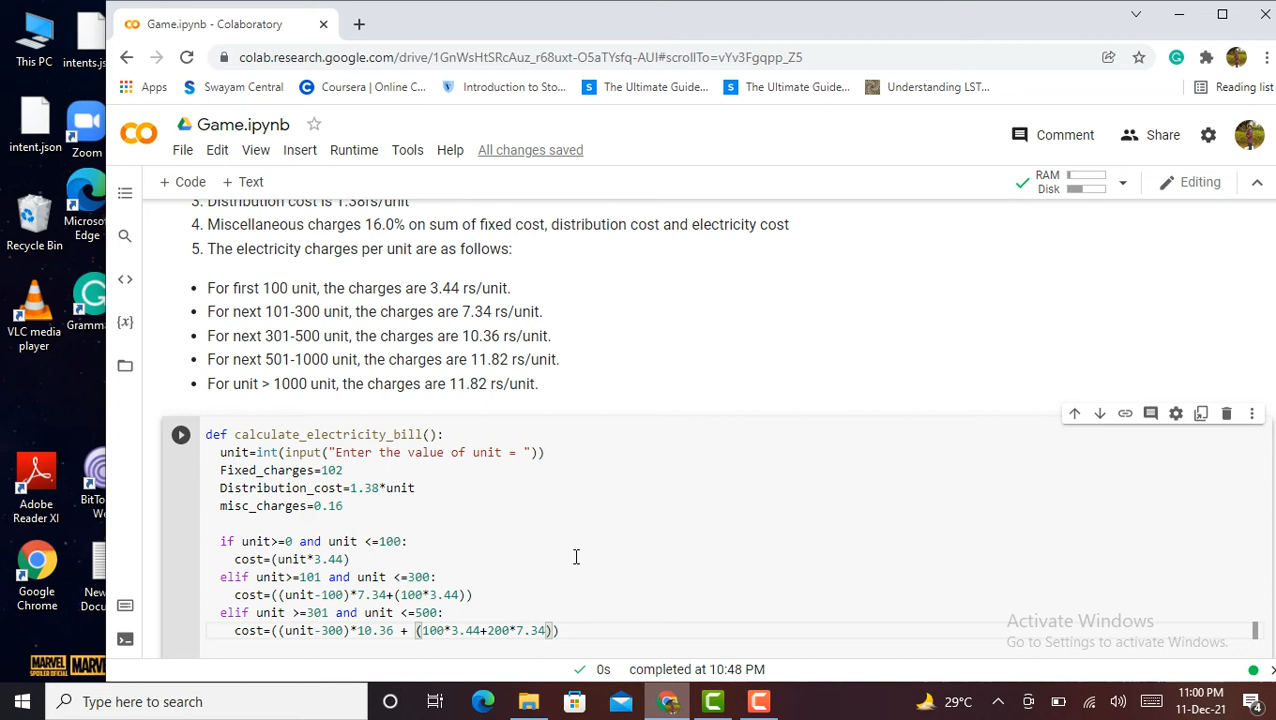 This PC
intents.js
intent.json
Zoom
Recycle Bin
Microsof
Edge
VLC media
player
Gramma
Adobe
Reader XI
BitTo
We
Google
Chrome
New
Docu
MARVEL
MARVEL
Game.ipynb - Colaboratory
colab.research.google.com/drive/1GnWsHtSRcAuz_r68uxt-O5aTYsfq-AUI#scrollTo=vYv3Fgqpp_Z5
Apps
Swayam Central
Coursera | Online C...
Introduction to Sto...
The Ultimate Guide...
The Ultimate Guide...
Understanding LST...
Reading list
Game.ipynb
Comment
Share
File Edit View Insert Runtime Tools Help All changes saved
+ Code + Text
RAM
Disk
Editing
3. Distribution cost is 1.38rs/unit
4. Miscellaneous charges 16.0% on sum of fixed cost, distribution cost and electricity cost
5. The electricity charges per unit are as follows:
• For first 100 unit, the charges are 3.44 rs/unit.
• For next 101-300 unit, the charges are 7.34 rs/unit.
• For next 301-500 unit, the charges are 10.36 rs/unit.
• For next 501-1000 unit, the charges are 11.82 rs/unit.
• For unit > 1000 unit, the charges are 11.82 rs/unit.
def calculate_electricity_bill():
unit=int(input("Enter the value of unit = "))
Fixed_charges=102
Distribution_cost=1.38*unit
misc_charges=0.16
if unit>=0 and unit <=100:
cost=(unit*3.44)
elif unit>=101 and unit <=300:
cost=((unit-100)*7.34+(100*3.44))
elif unit >=301 and unit <=500:
cost=((unit-300)*10.36 + (100*3.44+200*7.34))
Activate Windows
Go to Settings to activate Windows.
0s completed at 10:48 PM
Type here to search
29°C
11:00 PM
11-Dec-21
4